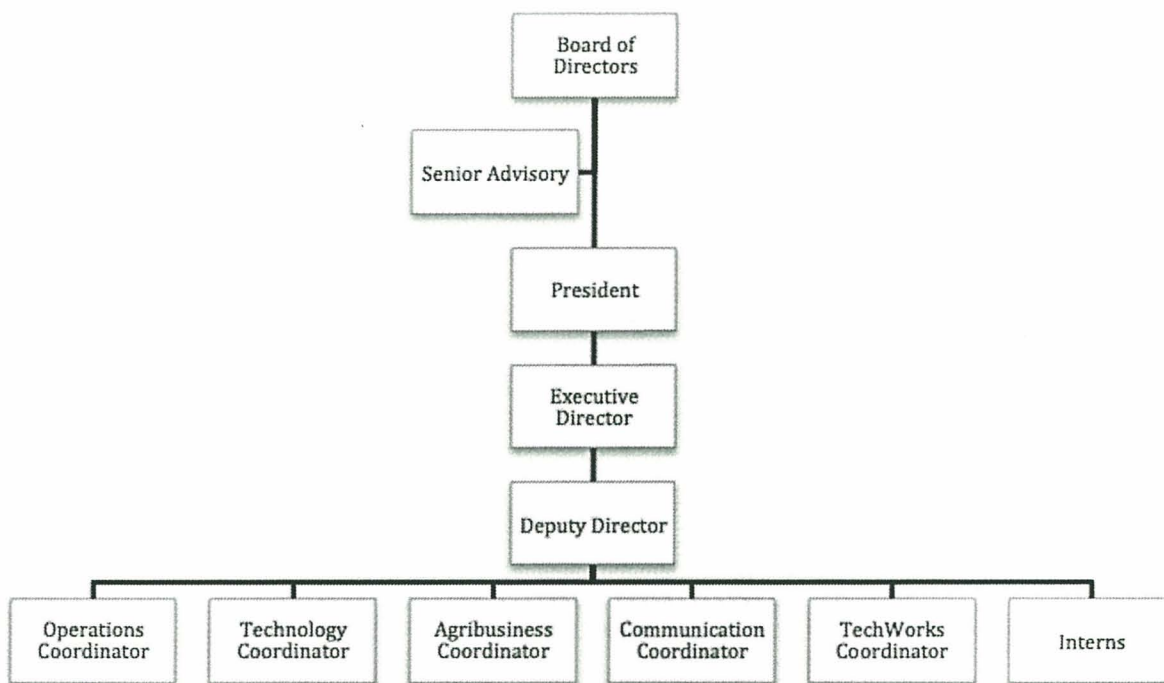 Board of
Directors
Senior Advisory
President
Executive
Director
Deputy Director
Operations
Coordinator
Technology
Coordinator
Agribusiness
Coordinator
Communication
Coordinator
TechWorks
Coordinator
Interns